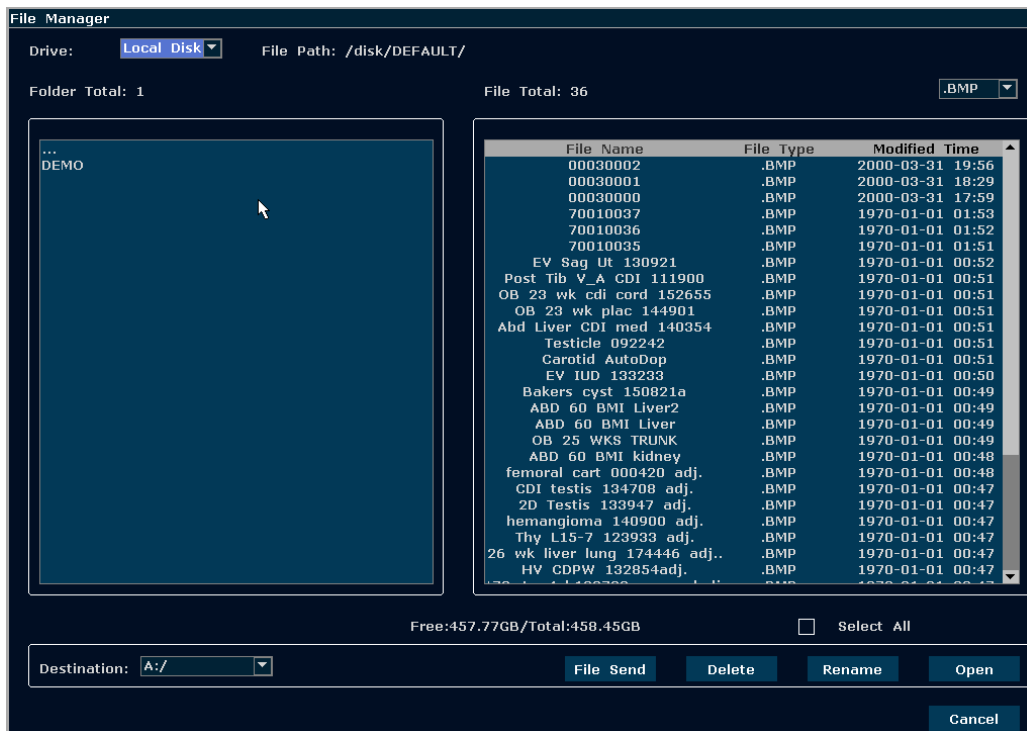 File Manager
Drive: Local Disk File Path: /disk/DEFAULT/
Folder Total: 1 File Total: 36 .BMP
...
DEMO
File Name File Type Modified Time
00030002 .BMP 2000-03-31 19:56
00030001 .BMP 2000-03-31 18:29
00030000 .BMP 2000-03-31 17:59
70010037 .BMP 1970-01-01 01:53
70010036 .BMP 1970-01-01 01:52
70010035 .BMP 1970-01-01 01:51
EV Sag Ut 130921 .BMP 1970-01-01 00:52
Post Tib V_A CDI 111900 .BMP 1970-01-01 00:51
OB 23 wk cdi cord 152655 .BMP 1970-01-01 00:51
OB 23 wk plac 144901 .BMP 1970-01-01 00:51
Abd Liver CDI med 140354 .BMP 1970-01-01 00:51
Testicle 092242 .BMP 1970-01-01 00:51
Carotid AutoDop .BMP 1970-01-01 00:51
EV IUD 133233 .BMP 1970-01-01 00:50
Bakers cyst 150821a .BMP 1970-01-01 00:49
ABD 60 BMI Liver2 .BMP 1970-01-01 00:49
ABD 60 BMI Liver .BMP 1970-01-01 00:49
OB 25 WKS TRUNK .BMP 1970-01-01 00:49
ABD 60 BMI kidney .BMP 1970-01-01 00:48
femoral cart 000420 adj. .BMP 1970-01-01 00:48
CDI testis 134708 adj. .BMP 1970-01-01 00:47
2D Testis 133947 adj. .BMP 1970-01-01 00:47
hemangioma 140900 adj. .BMP 1970-01-01 00:47
Thy L15-7 123933 adj. .BMP 1970-01-01 00:47
26 wk liver lung 174446 adj.. .BMP 1970-01-01 00:47
HV CDPW 132854adj. .BMP 1970-01-01 00:47
Free:457.77GB/Total:458.45GB Select All
Destination: A:/ File Send Delete Rename Open
Cancel